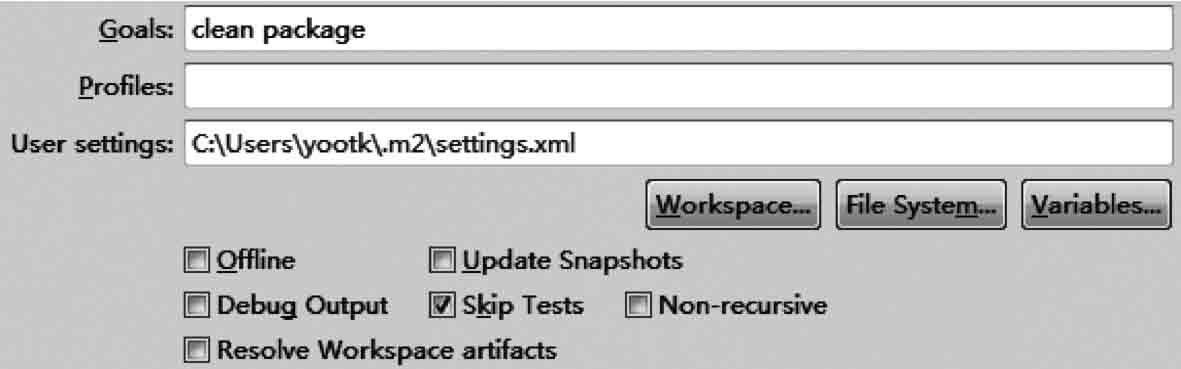 Goals: clean package
Profiles:
User settings: C:\Users\yootk\.m2\settings.xml
Workspace... File System... Variables...
Offline Update Snapshots
Debug Output Skip Tests Non-recursive
Resolve Workspace artifacts